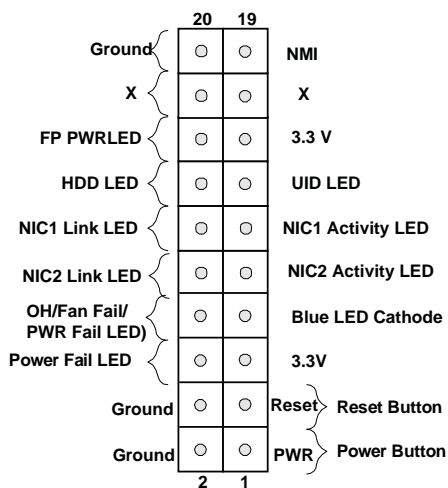 20 19
Ground NMI
X X
FP PWRLED 3.3 V
HDD LED UID LED
NIC1 Link LED NIC1 Activity LED
NIC2 Link LED NIC2 Activity LED
OH/Fan Fail/
PWR Fail LED) Blue LED Cathode
Power Fail LED 3.3V
Ground Reset Reset Button
Ground PWR Power Button
2 1